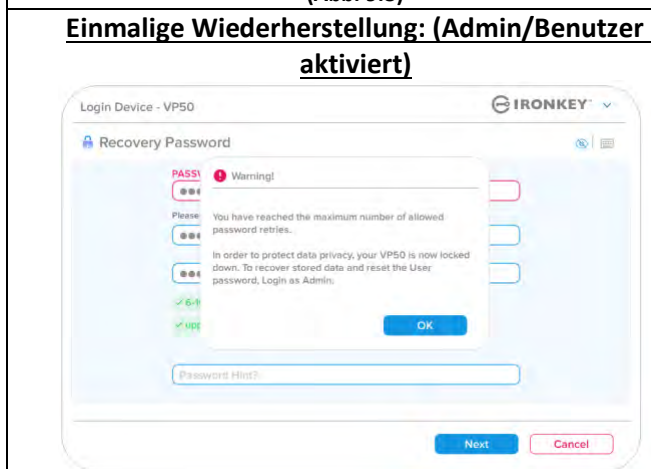 Einmalige Wiederherstellung: (Admin/Benutzer
aktiviert)
Login Device - VP50
IRONKEY
Recovery Password
Warning!
Please
You have reached the maximum number of allowed
password retries.
In order to protect data privacy, your VP50 is now locked
down. To recover stored data and reset the User
password, Login as Admin.
OK
Password Hint?
Next
Cancel